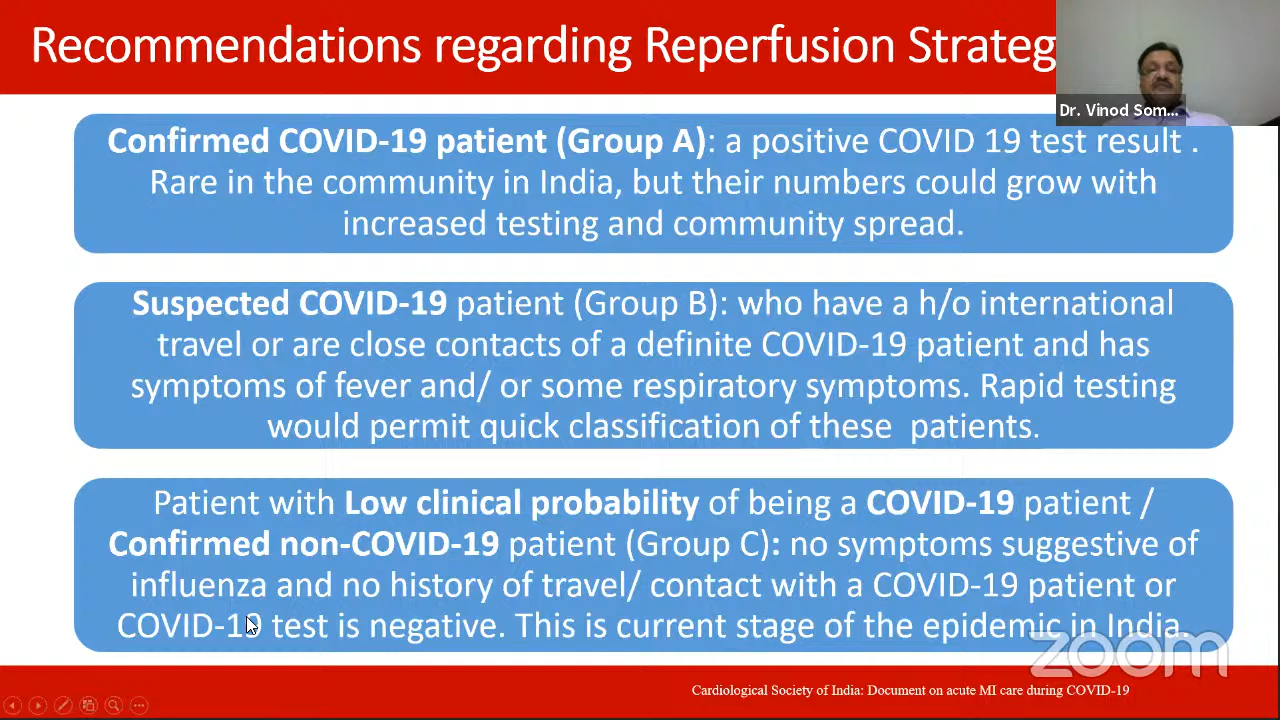 Recommendations regarding Reperfusion Strateg
Dr. Vinod Som...
Confirmed COVID-19 patient (Group A): a positive COVID 19 test result .
Rare in the community in India, but their numbers could grow with
increased testing and community spread.
Suspected COVID-19 patient (Group B): who have a h/o international
travel or are close contacts of a definite COVID-19 patient and has
symptoms of fever and/ or some respiratory symptoms. Rapid testing
would permit quick classification of these  patients.
Patient with Low clinical probability of being a COVID-19 patient /
Confirmed non-COVID-19 patient (Group C): no symptoms suggestive of
influenza and no history of travel/ contact with a COVID-19 patient or
COVID-19 test is negative. This is current stage of the epidemic in India.
zoom
Cardiological Society of India: Document on acute MI care during COVID-19